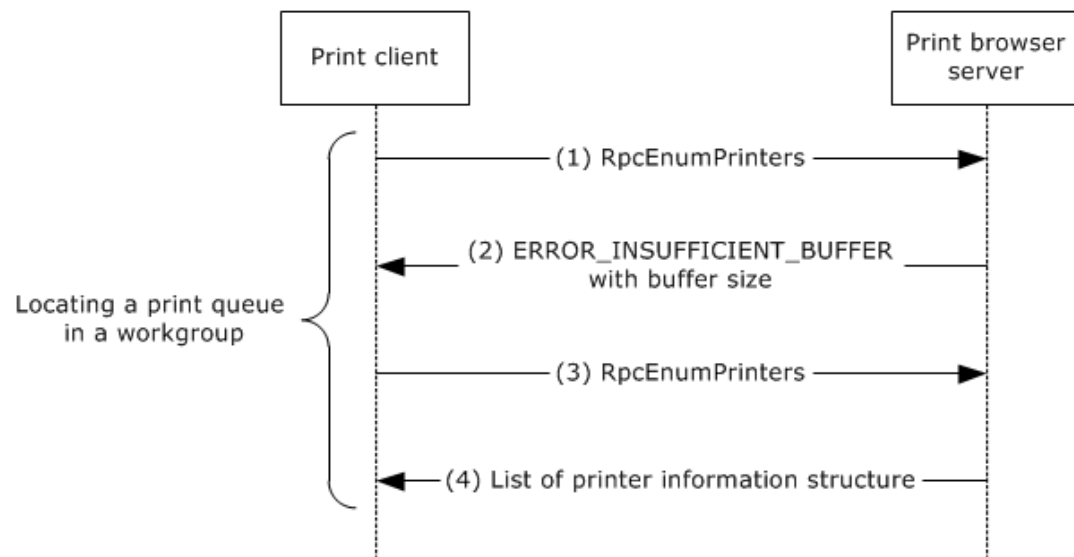 Print client
Print browser
server
(1) RpcEnumPrinters
(2) ERROR_INSUFFICIENT_BUFFER
with buffer size
Locating a print queue
in a workgroup
(3) RpcEnumPrinters
(4) List of printer information structure